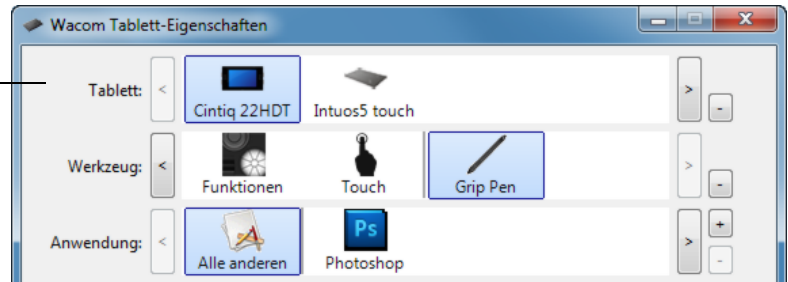 Wacom Tablett-Eigenschaften
Tablett: < Cintiq 22HDT Intuos5 touch > -
Werkzeug: < Funktionen Touch Grip Pen > -
Anwendung: < Alle anderen Ps Photoshop > + -